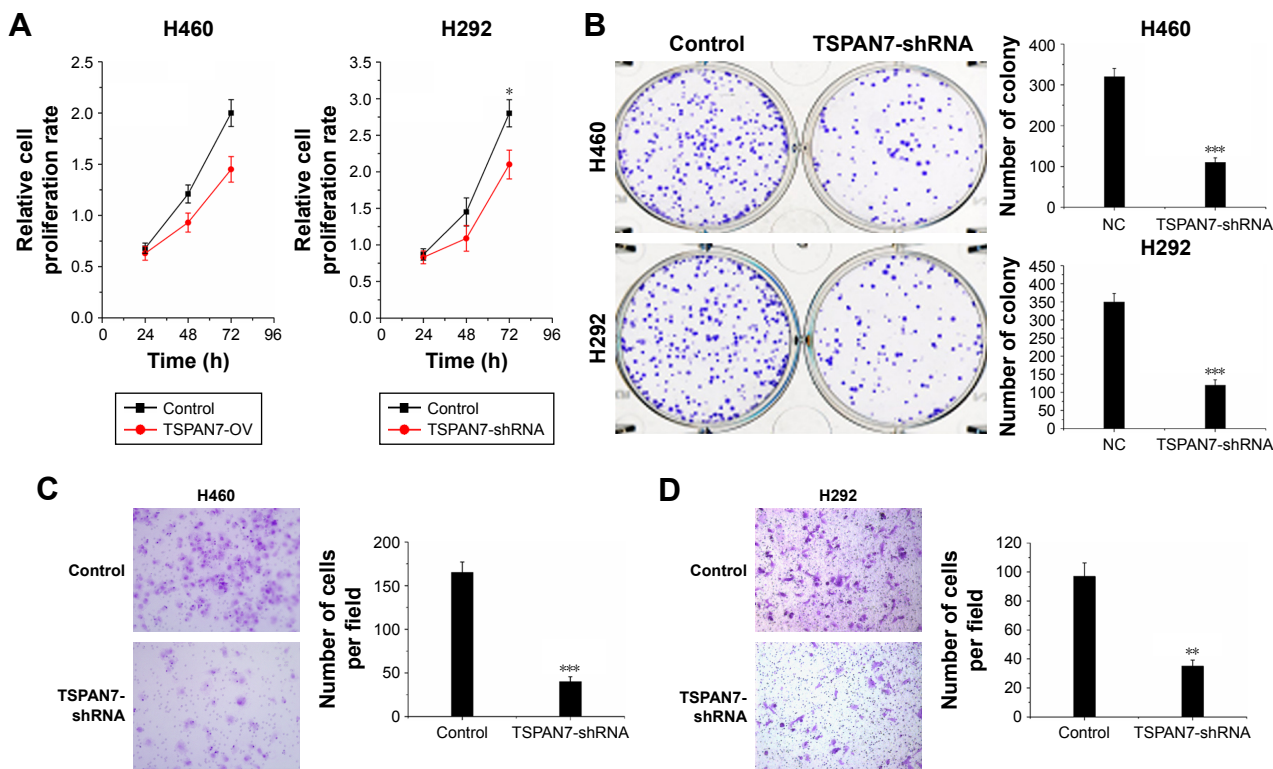 A
H460
Relative cell
proliferation rate
2.0
1.5
1.0
0.5
0.0
0
24
48
72
96
Time (h)
Control
TSPAN7-OV
H292
Relative cell
proliferation rate
3.5
3.0
2.5
2.0
1.5
1.0
0.5
0.0
*
0
24
48
72
96
Time (h)
Control
TSPAN7-shRNA
B
Control
TSPAN7-shRNA
H460
H292
H460
Number of colony
400
300
200
100
0
***
NC
TSPAN7-shRNA
H292
Number of colony
450
400
350
300
250
200
150
100
50
0
***
NC
TSPAN7-shRNA
C
H460
Control
TSPAN7-
shRNA
Number of cells
per field
200
150
100
50
0
***
Control
TSPAN7-shRNA
D
H292
Control
TSPAN7-
shRNA
Number of cells
per field
120
100
80
60
40
20
0
**
Control
TSPAN7-shRNA